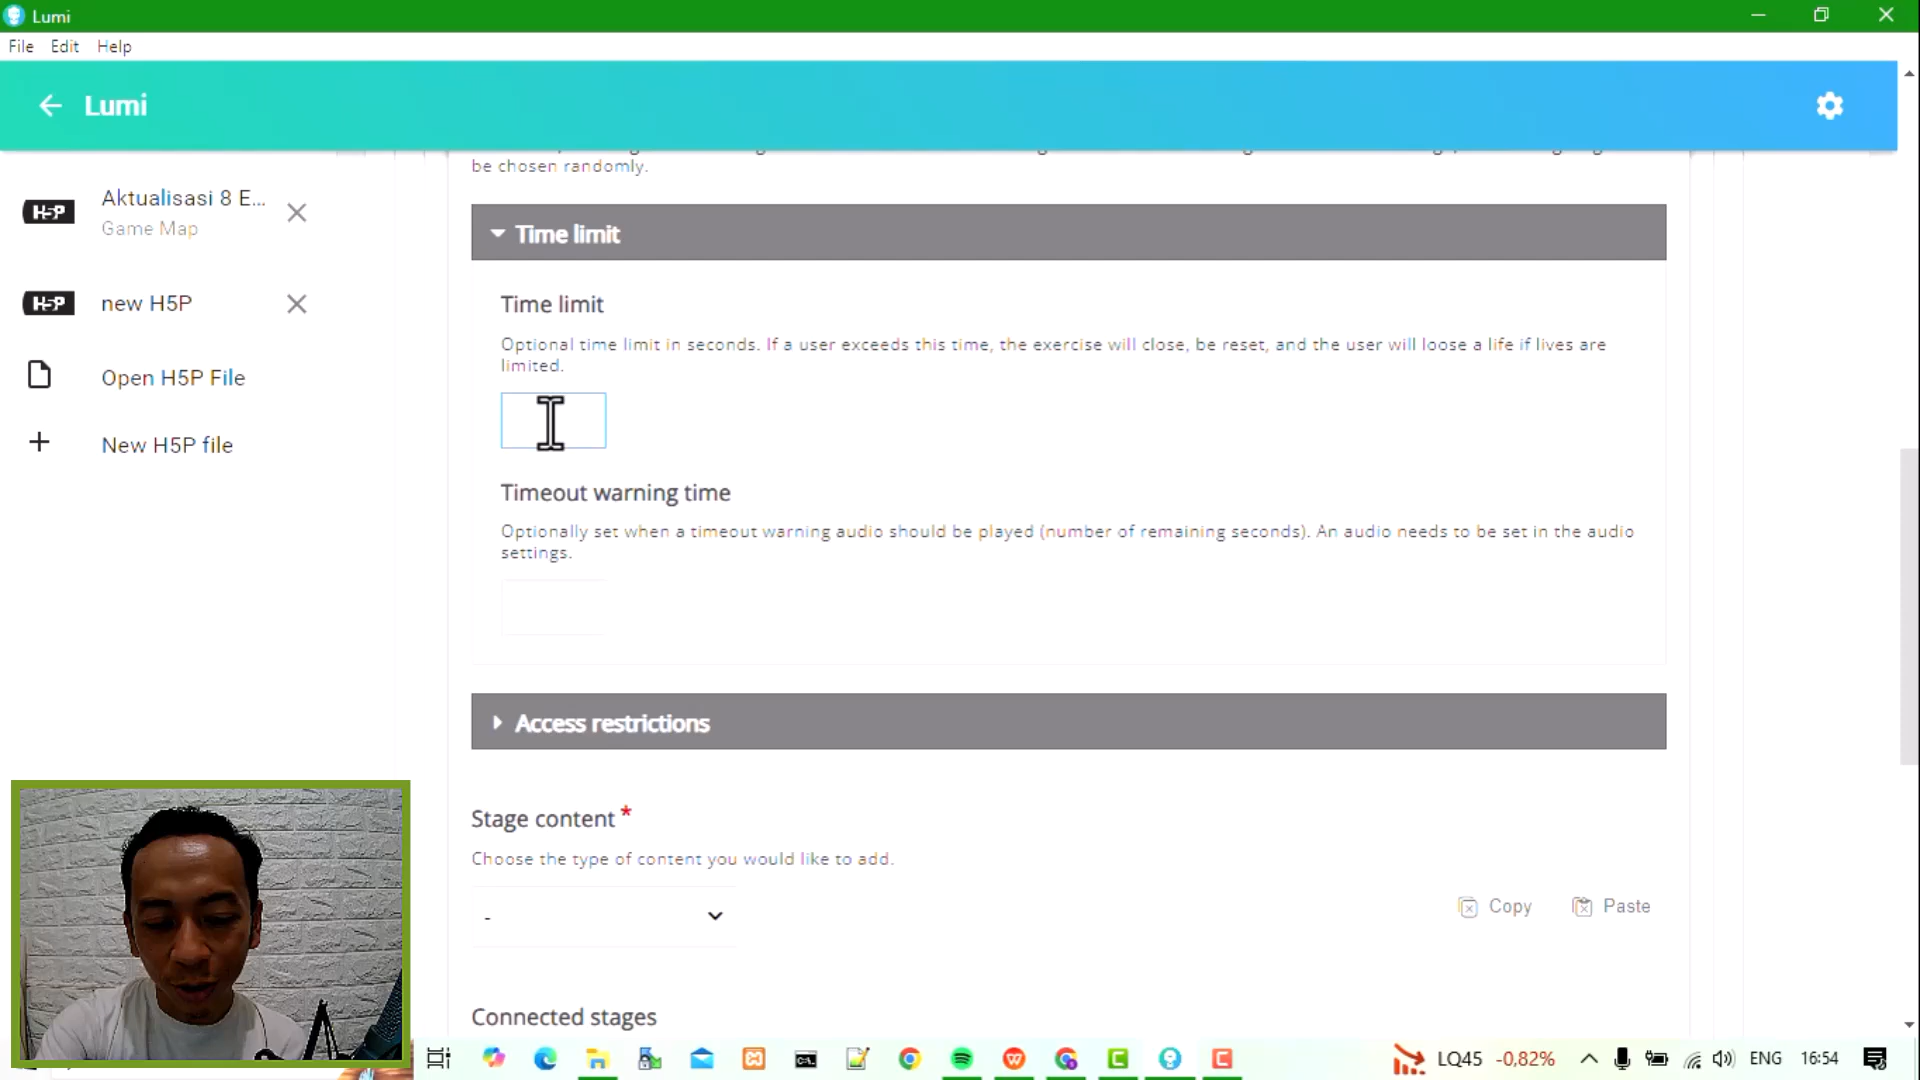 Lumi
File Edit Help
Lumi
be chosen randomly.
H5P Aktualisasi 8 E...
Game Map
H5P new H5P
Open H5P File
New H5P file
Time limit
Time limit
Optional time limit in seconds. If a user exceeds this time, the exercise will close, be reset, and the user will loose a life if lives are
limited.
Timeout warning time
Optionally set when a timeout warning audio should be played (number of remaining seconds). An audio needs to be set in the audio
settings.
Access restrictions
Stage content *
Choose the type of content you would like to add.
-
Copy Paste
Connected stages
LQ45 -0,82% ENG 16:54